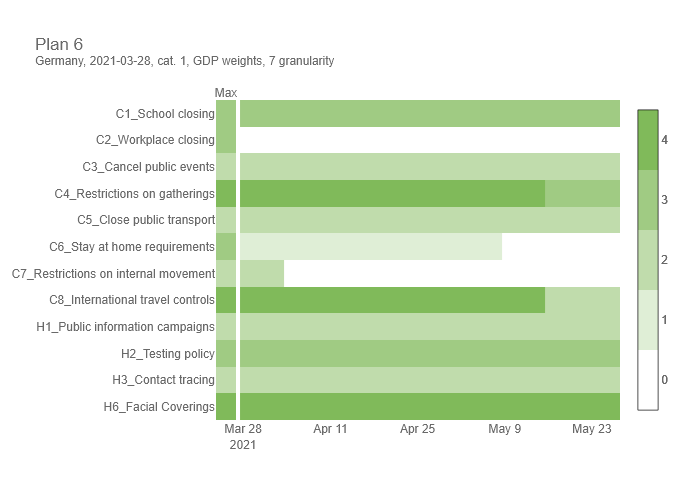 Plan 6
Germany, 2021-03-28, cat. 1, GDP weights, 7 granularity
Max
C1_School closing
C2_Workplace closing
C3_Cancel public events
C4_Restrictions on gatherings
C5_Close public transport
C6_Stay at home requirements
C7_Restrictions on internal movement
C8_International travel controls
H1_Public information campaigns
H2_Testing policy
H3_Contact tracing
H6_Facial Coverings
Mar 28
2021
Apr 11
Apr 25
May 9
May 23
4
3
2
1
0